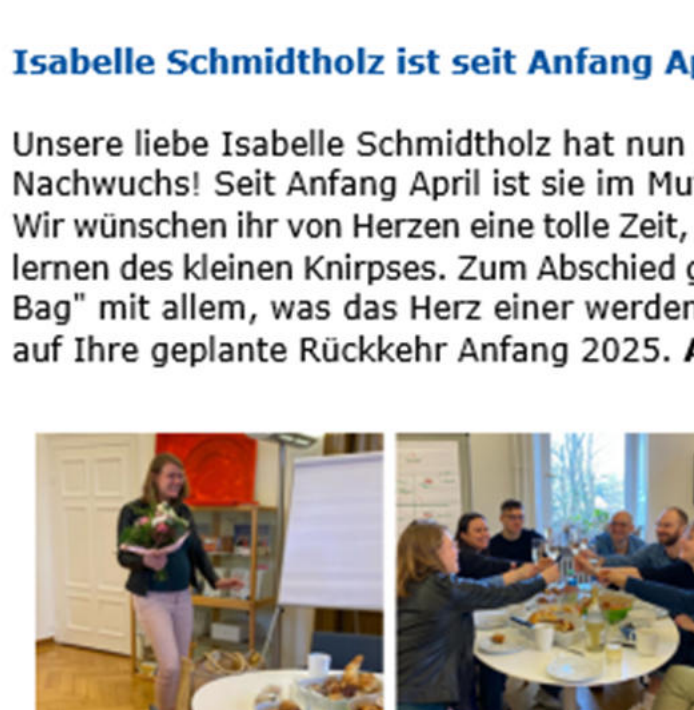 Isabelle Schmidtholz ist seit Anfang
Unsere liebe Isabelle Schmidtholz hat nun
Nachwuchs! Seit Anfang April ist sie im
Wir wünschen ihr von Herzen eine tolle Zeit,
lernen des kleinen Knirpses. Zum Abschied
Bag" mit allem, was das Herz einer
auf Ihre geplante Rückkehr Anfang 2025.